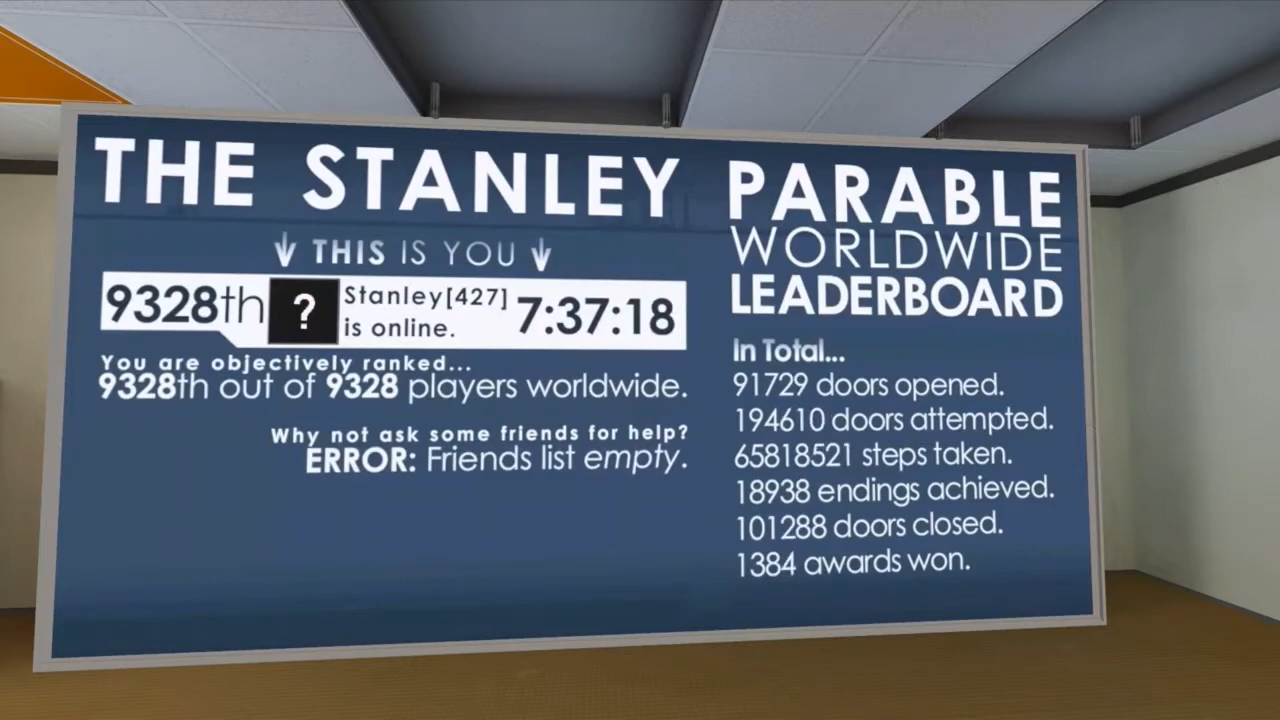 THE STANLEY PARABLE
WORLDWIDE
LEADERBOARD
THIS IS YOU
9328th ? Stanley[427] is online. 7:37:18
You are objectively ranked...
9328th out of 9328 players worldwide.
Why not ask some friends for help?
ERROR: Friends list empty.
In Total...
91729 doors opened.
194610 doors attempted.
65818521 steps taken.
18938 endings achieved.
101288 doors closed.
1384 awards won.